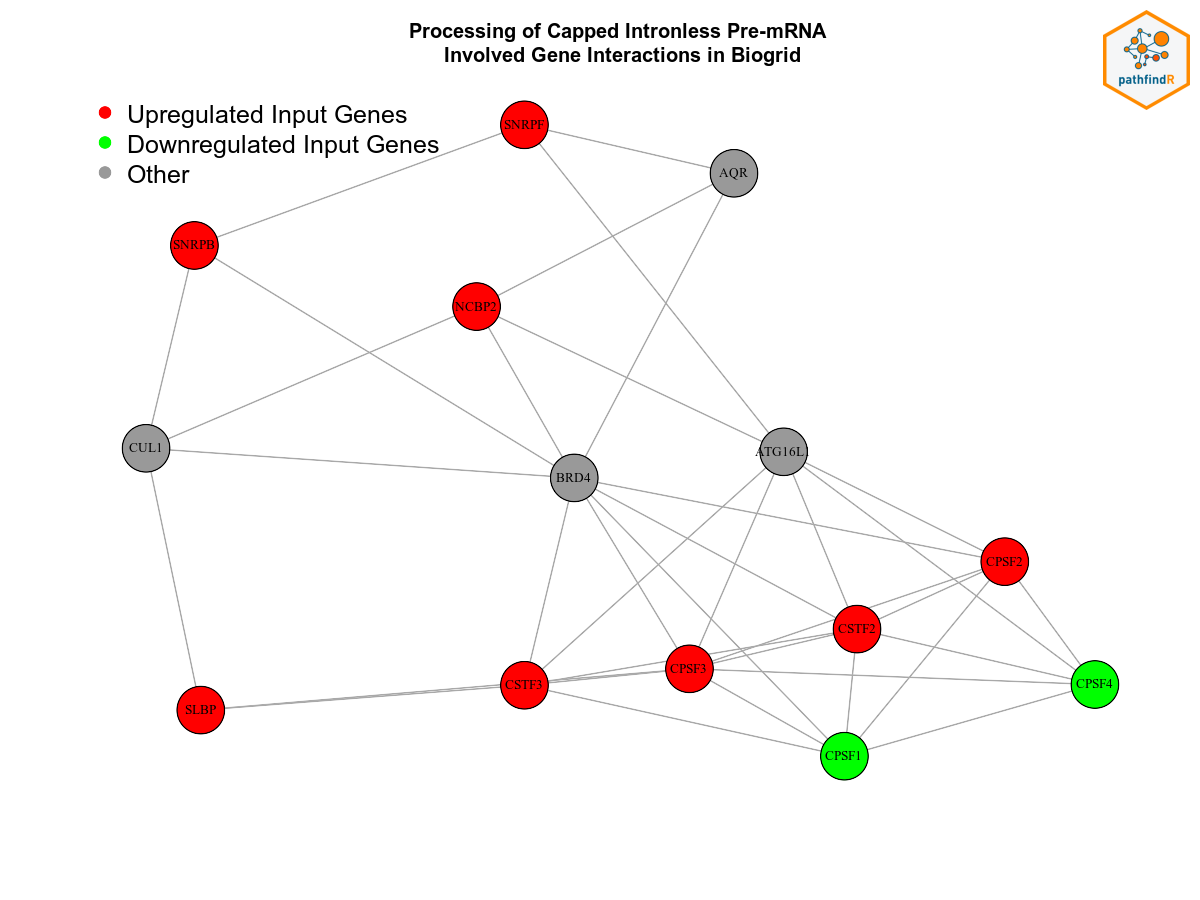 Processing of Capped Intronless Pre-mRNA
Involved Gene Interactions in Biogrid
pathfindR
Upregulated Input Genes
Downregulated Input Genes
Other
SNRPF
AQR
SNRPB
NCBP2
CUL1
ATG16L1
BRD4
CPSF2
CSTF2
CPSF3
CSTF3
CPSF4
SLBP
CPSF1